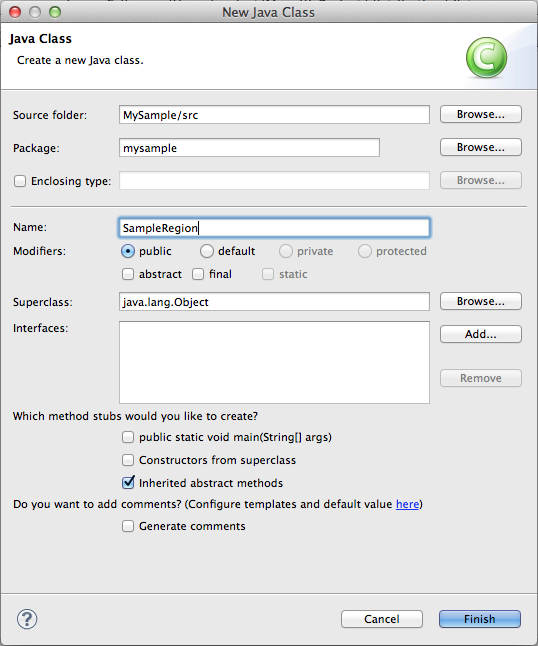 New Java Class
Java Class
Create a new Java class.
C
Source folder: MySample/src Browse...
Package: mysample Browse...
Enclosing type: Browse...
Name: SampleRegion
Modifiers: public default private protected
abstract final static
Superclass: java.lang.Object Browse...
Interfaces: Add...
Remove
Which method stubs would you like to create?
public static void main(String[] args)
Constructors from superclass
Inherited abstract methods
Do you want to add comments? (Configure templates and default value here)
Generate comments
? Cancel Finish